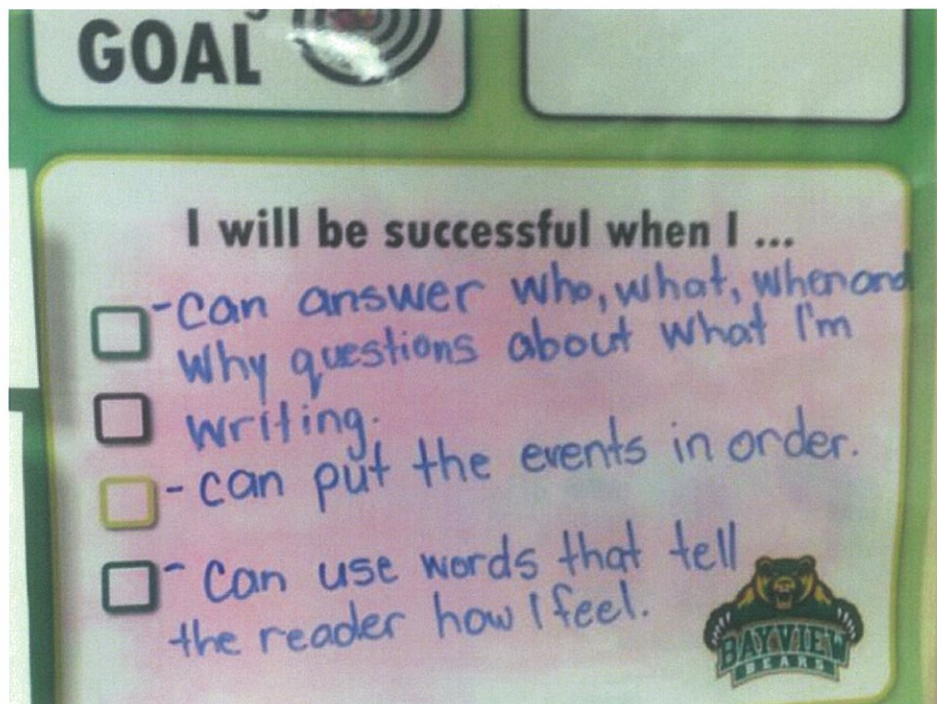 GOAL
I will be successful when I ...
- can answer who, what, when and
why questions about what I'm
writing.
- can put the events in order.
- can use words that tell
the reader how I feel.
BAYVIEW
BEARS